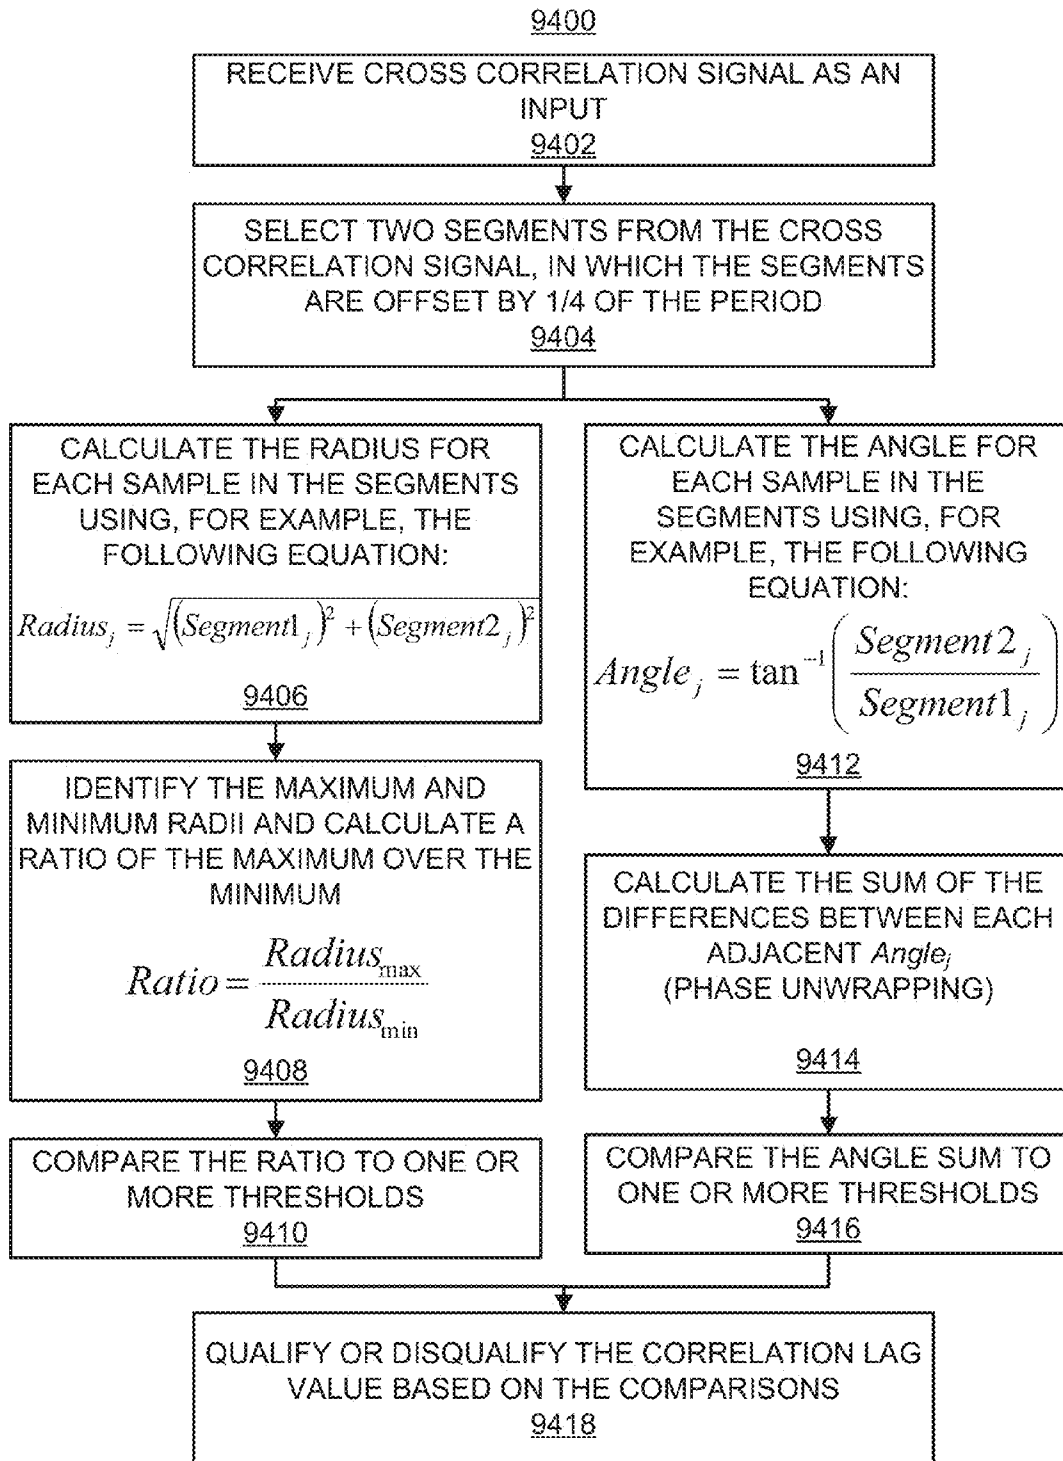 9400
RECEIVE CROSS CORRELATION SIGNAL AS AN
INPUT
9402
SELECT TWO SEGMENTS FROM THE CROSS
CORRELATION SIGNAL, IN WHICH THE SEGMENTS
ARE OFFSET BY 1/4 OF THE PERIOD
9404
CALCULATE THE RADIUS FOR
EACH SAMPLE IN THE SEGMENTS
USING, FOR EXAMPLE, THE
FOLLOWING EQUATION:
Radius_j = √((Segment1_j)² + (Segment2_j)²)
9406
IDENTIFY THE MAXIMUM AND
MINIMUM RADII AND CALCULATE A
RATIO OF THE MAXIMUM OVER THE
MINIMUM
Ratio = Radius_max / Radius_min
9408
COMPARE THE RATIO TO ONE OR
MORE THRESHOLDS
9410
CALCULATE THE ANGLE FOR
EACH SAMPLE IN THE
SEGMENTS USING, FOR
EXAMPLE, THE FOLLOWING
EQUATION:
Angle_j = tan⁻¹(Segment2_j / Segment1_j)
9412
CALCULATE THE SUM OF THE
DIFFERENCES BETWEEN EACH
ADJACENT Angle_j
(PHASE UNWRAPPING)
9414
COMPARE THE ANGLE SUM TO
ONE OR MORE THRESHOLDS
9416
QUALIFY OR DISQUALIFY THE CORRELATION LAG
VALUE BASED ON THE COMPARISONS
9418